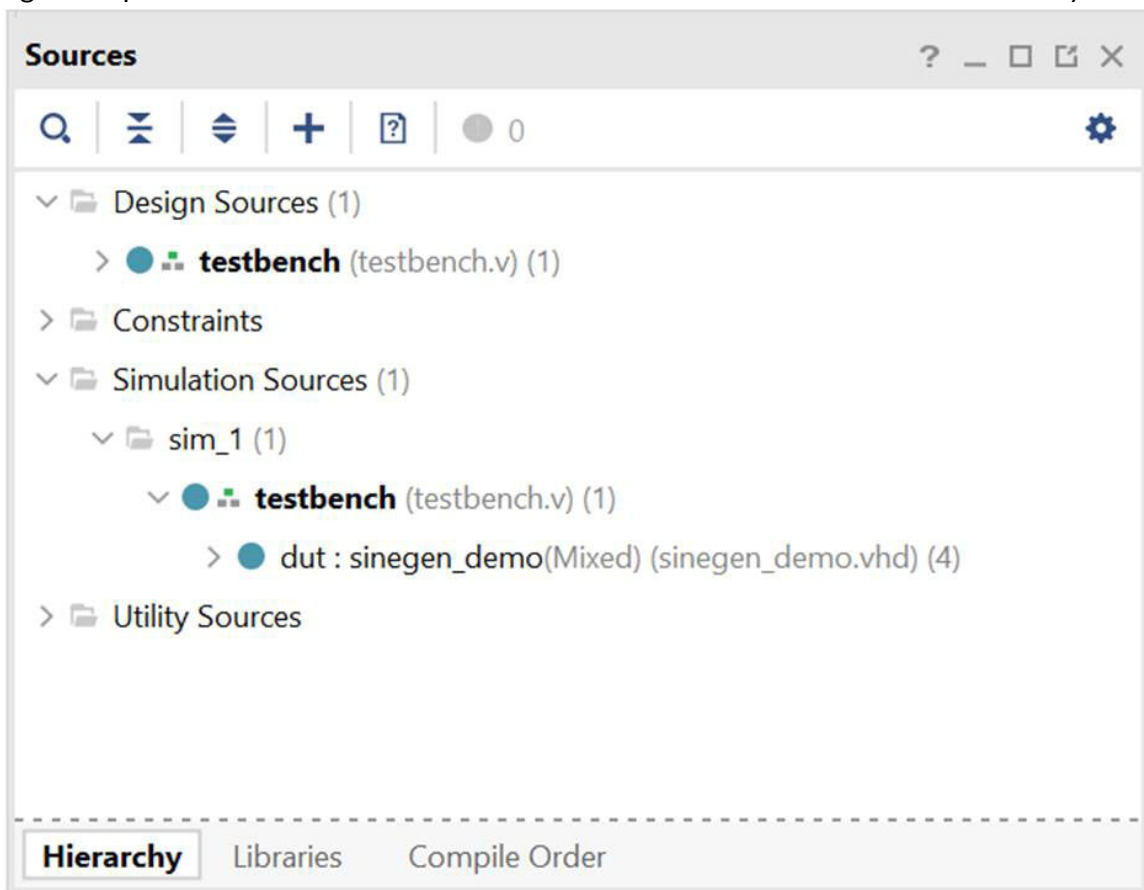 Sources
0
Design Sources (1)
testbench (testbench.v) (1)
Constraints
Simulation Sources (1)
sim_1 (1)
testbench (testbench.v) (1)
dut : sinegen_demo(Mixed) (sinegen_demo.vhd) (4)
Utility Sources
Hierarchy Libraries Compile Order